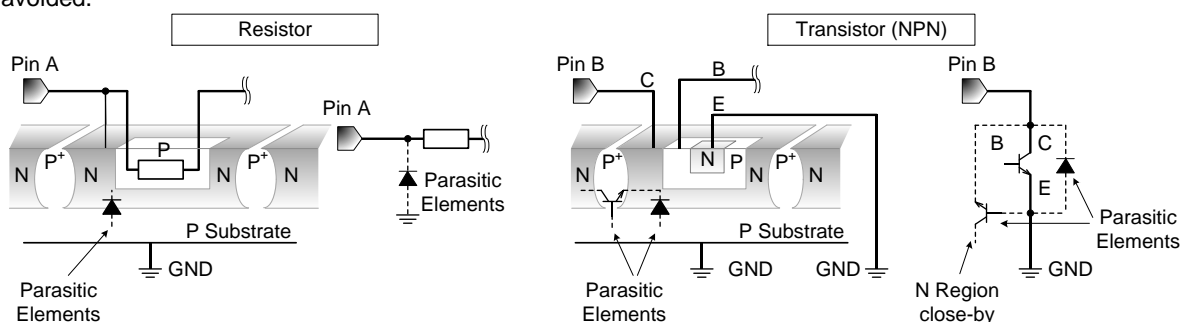 avoided.
Resistor
Transistor (NPN)
Pin A
Pin A
N
P+
N
P
N
P+
N
Parasitic
Elements
P Substrate
GND
Parasitic
Elements
Pin B
C
B
E
N
P+
N
N
P
N
P+
N
P Substrate
GND
GND
Parasitic
Elements
Pin B
B
C
E
Parasitic
Elements
GND
N Region
close-by